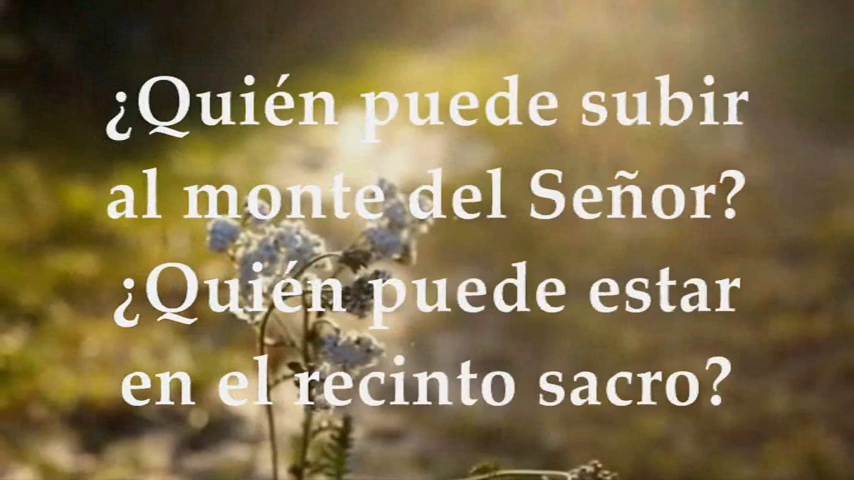 ¿Quién puede subir
al monte del Señor?
¿Quién puede estar
en el recinto sacro?